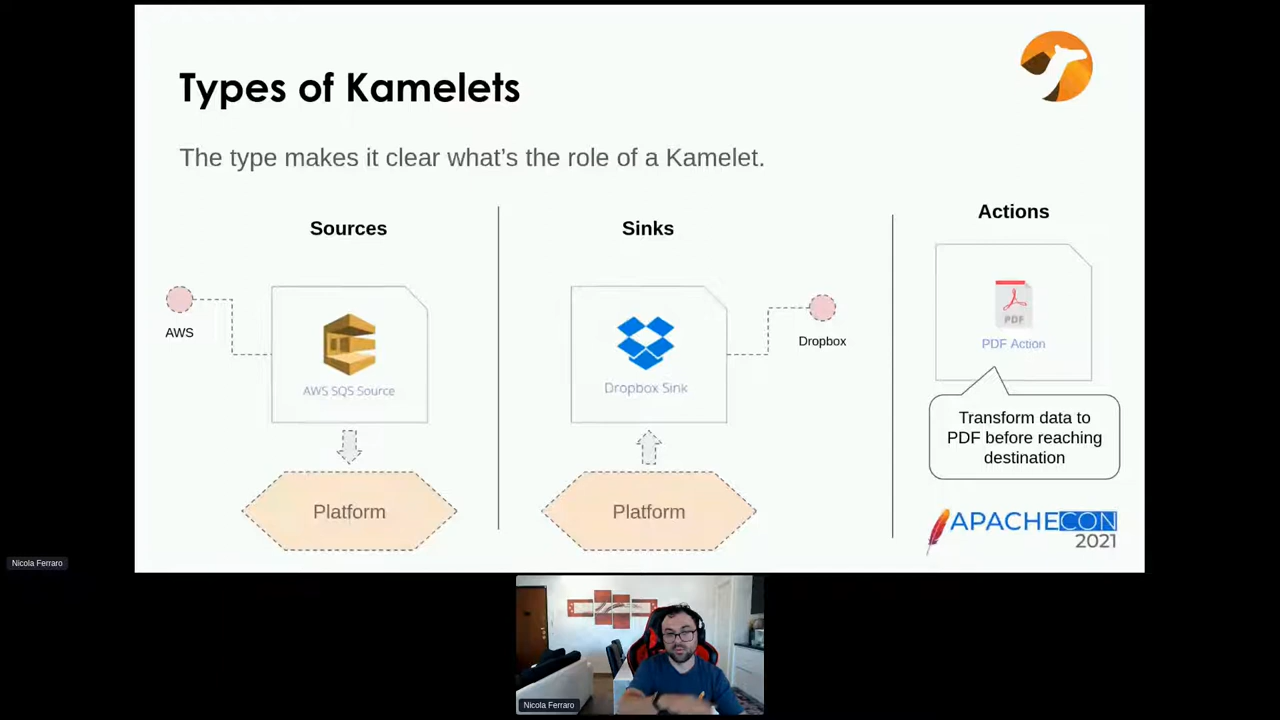 Types of Kamelets
The type makes it clear what's the role of a Kamelet.
Sources
AWS
AWS SQS Source
Platform
Sinks
Dropbox
Dropbox Sink
Platform
Actions
PDF
PDF Action
Transform data to
PDF before reaching
destination
APACHECON
2021
Nicola Ferraro
Nicola Ferraro